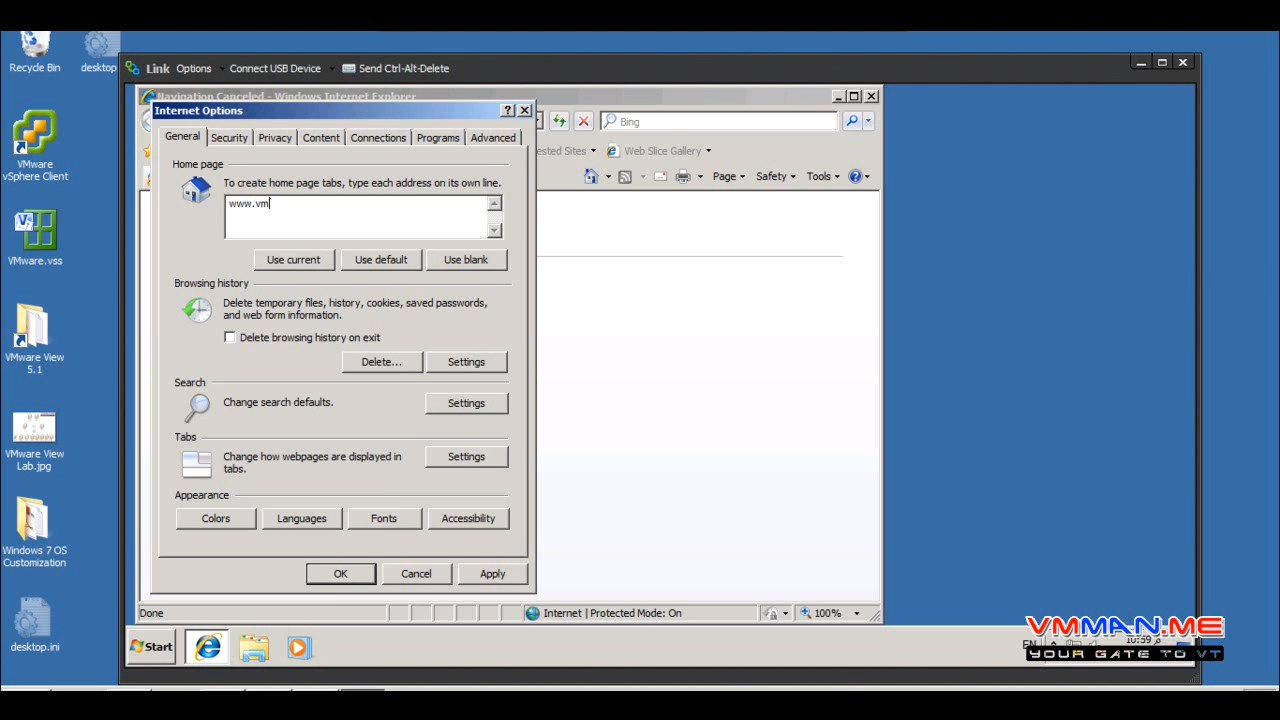 Recycle Bin
desktop
VMware
vSphere Client
VMware.vss
VMware View
5.1
VMware View
Lab.jpg
Windows 7 OS
Customization
desktop.ini
Link Options Connect USB Device Send Ctrl-Alt-Delete
Navigation Canceled - Windows Internet Explorer
Bing
ested Sites Web Slice Gallery
Page Safety Tools
Internet Options
General Security Privacy Content Connections Programs Advanced
Home page
To create home page tabs, type each address on its own line.
www.vm
Use current Use default Use blank
Browsing history
Delete temporary files, history, cookies, saved passwords,
and web form information.
Delete browsing history on exit
Delete... Settings
Search
Change search defaults.
Settings
Tabs
Change how webpages are displayed in
tabs.
Settings
Appearance
Colors Languages Fonts Accessibility
OK Cancel Apply
Done Internet | Protected Mode: On 100%
Start
EN
VMMAN.ME
YOUR GATE TO VT